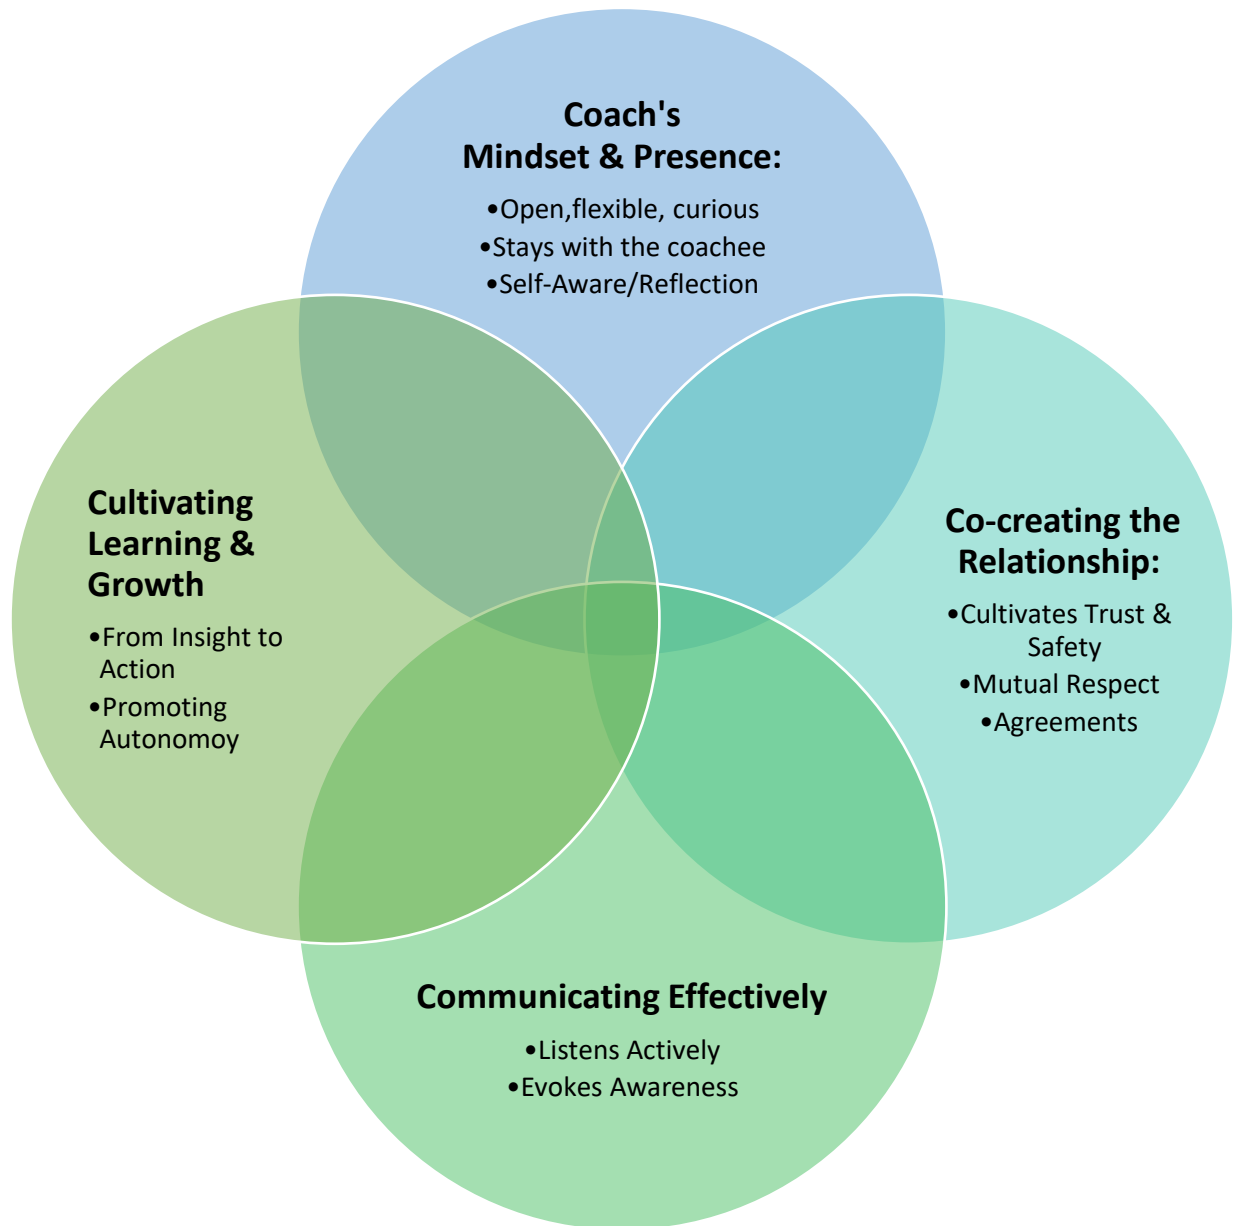 Coach's
Mindset & Presence:
•Open,flexible, curious
•Stays with the coachee
•Self-Aware/Reflection
Cultivating
Learning &
Growth
•From Insight to
Action
•Promoting
Autonomoy
Co-creating the
Relationship:
•Cultivates Trust &
Safety
•Mutual Respect
•Agreements
Communicating Effectively
•Listens Actively
•Evokes Awareness